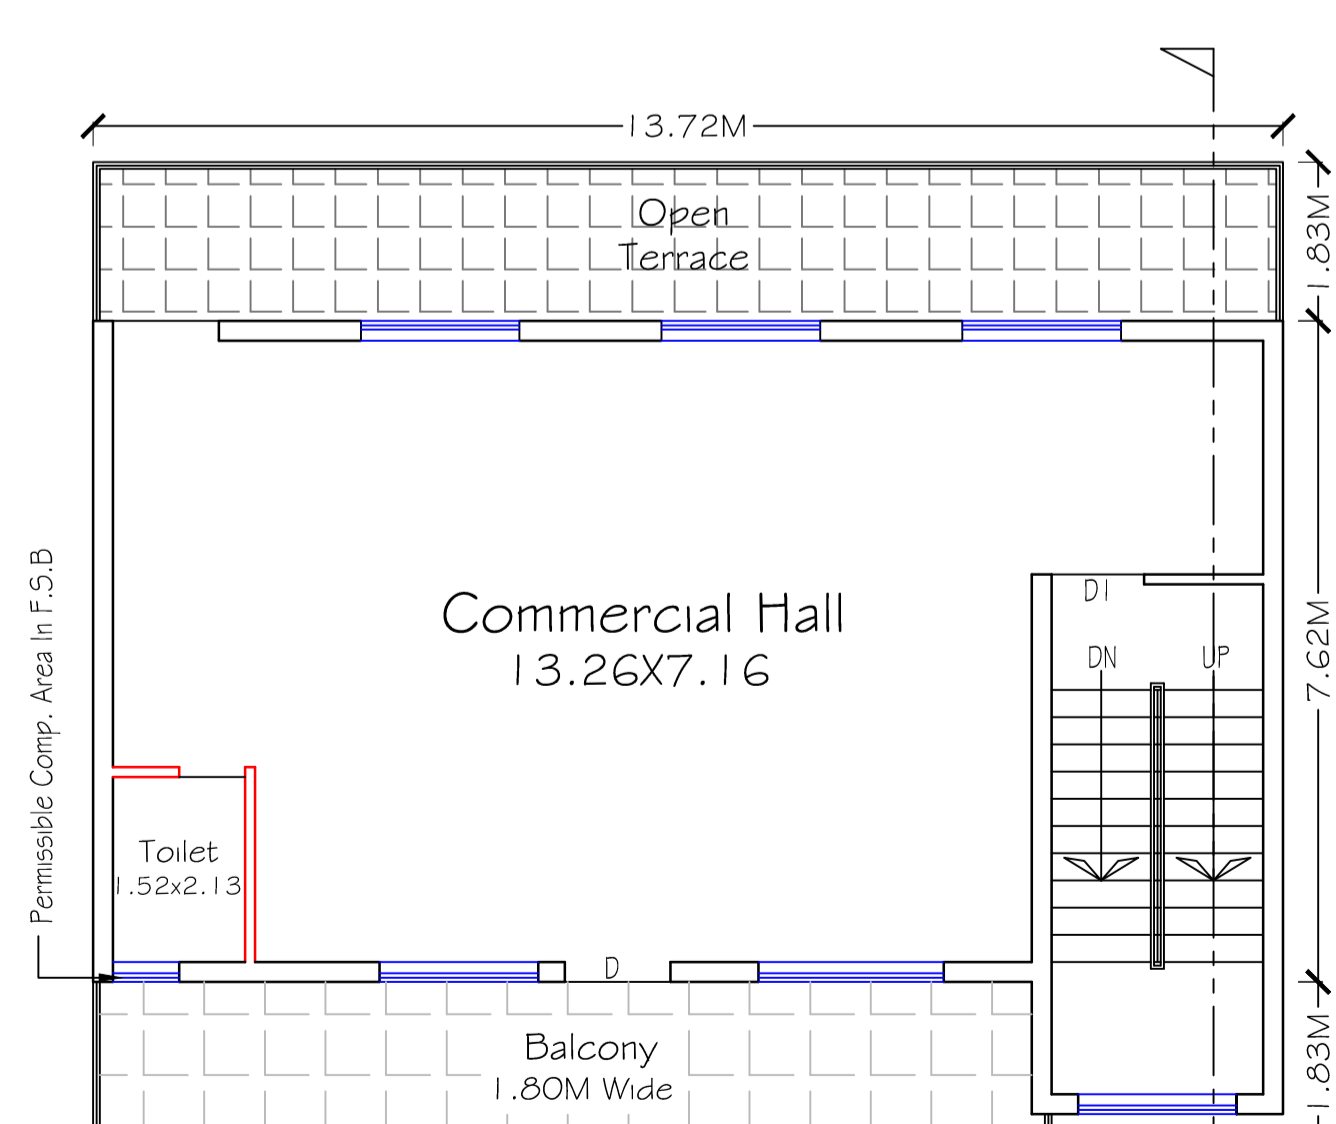 13.72M
Open
Terrace
1.83M
Commercial Hall
13.26X7.16
D1
DN
UP
7.62M
Permissible Comp. Area In F.S.B
Toilet
1.52x2.13
D
Balcony
1.80M Wide
1.83M